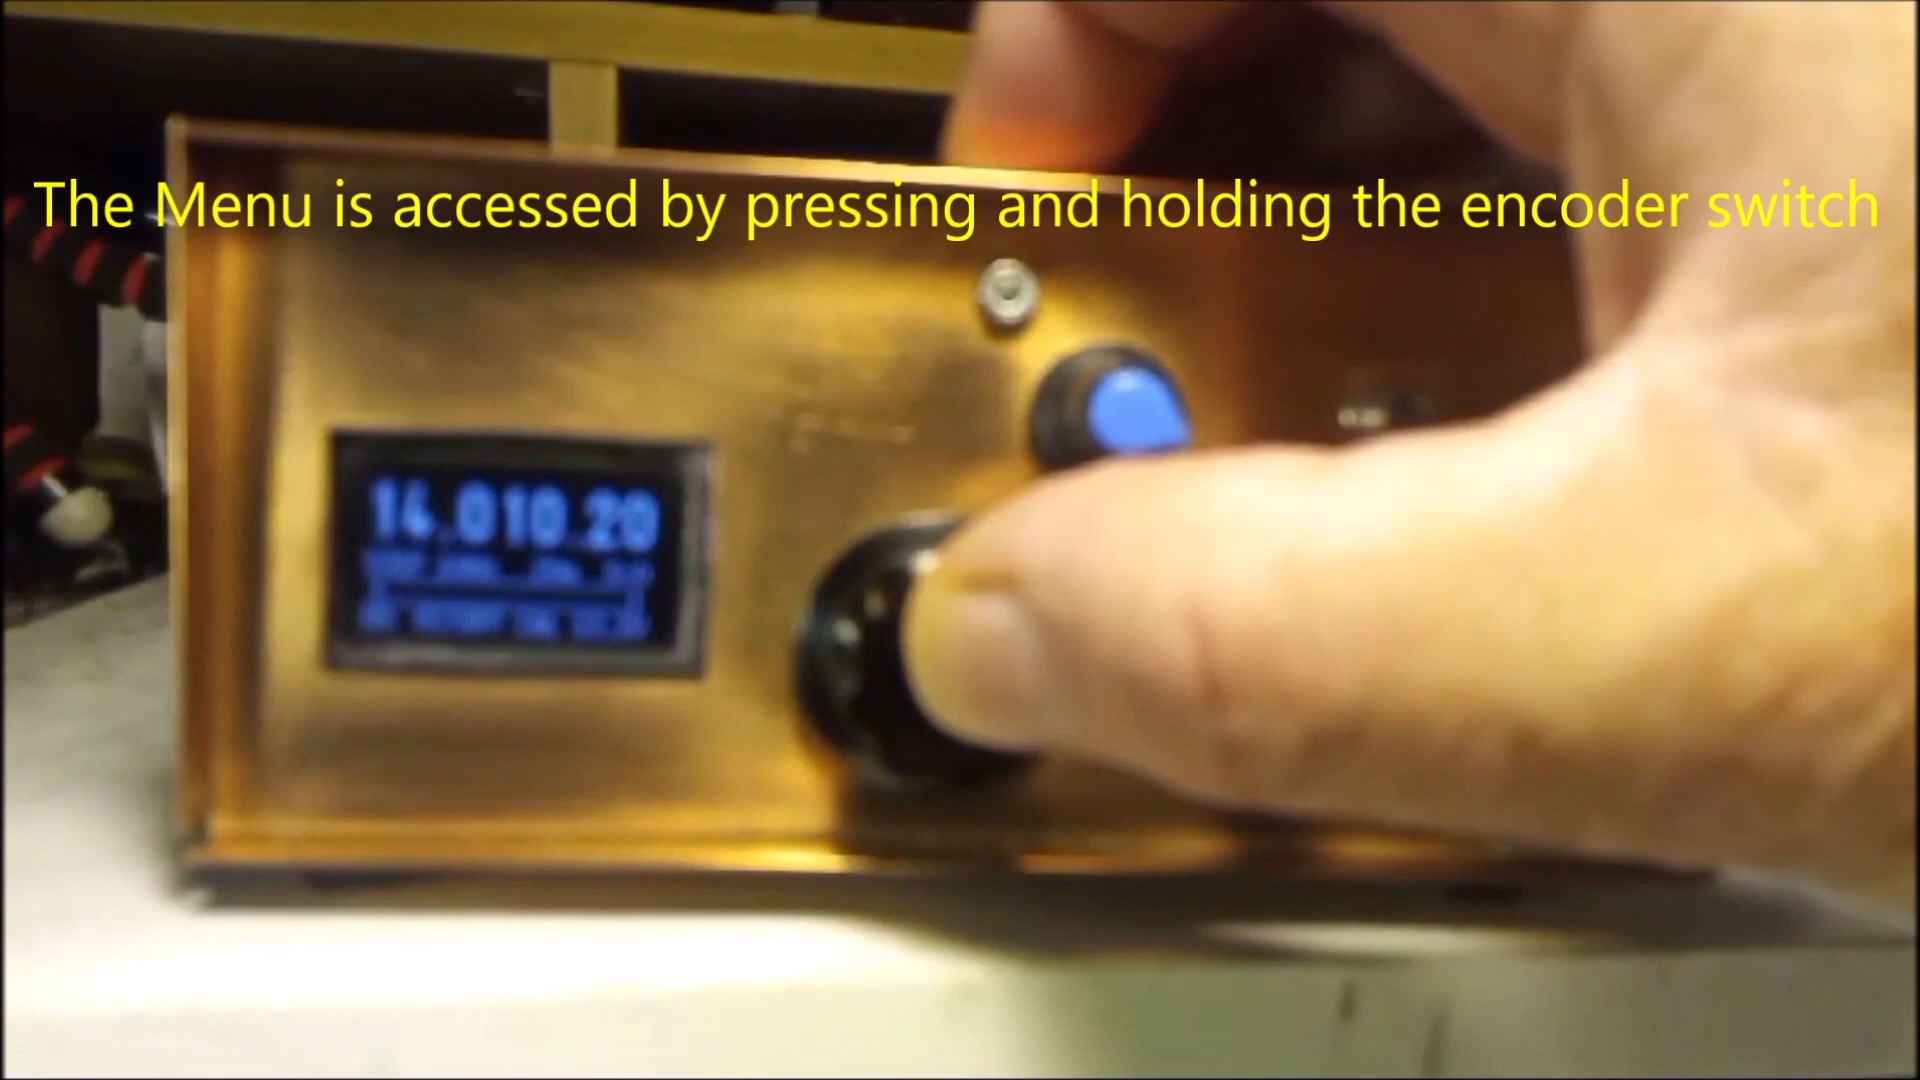 The Menu is accessed by pressing and holding the encoder switch
14.010.20